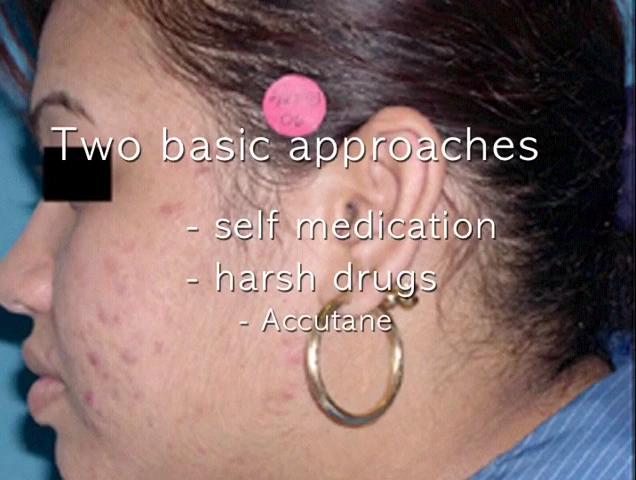 Two basic approaches
- self medication
- harsh drugs
- Accutane